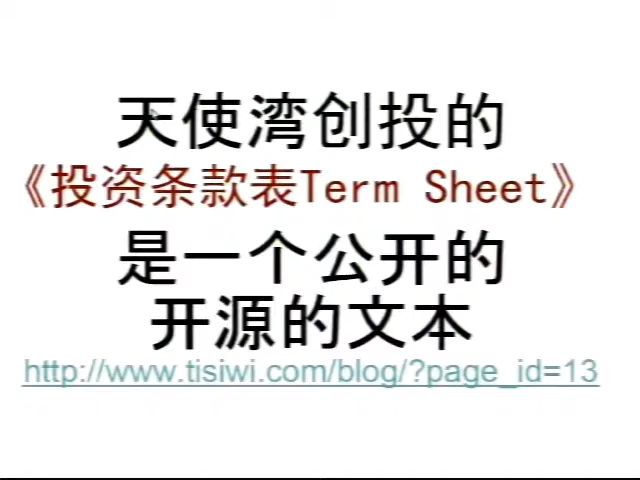 天使湾创投的
《投资条款表Term Sheet》
是一个公开的
开源的文本
http://www.tisiwi.com/blog/?page_id=13